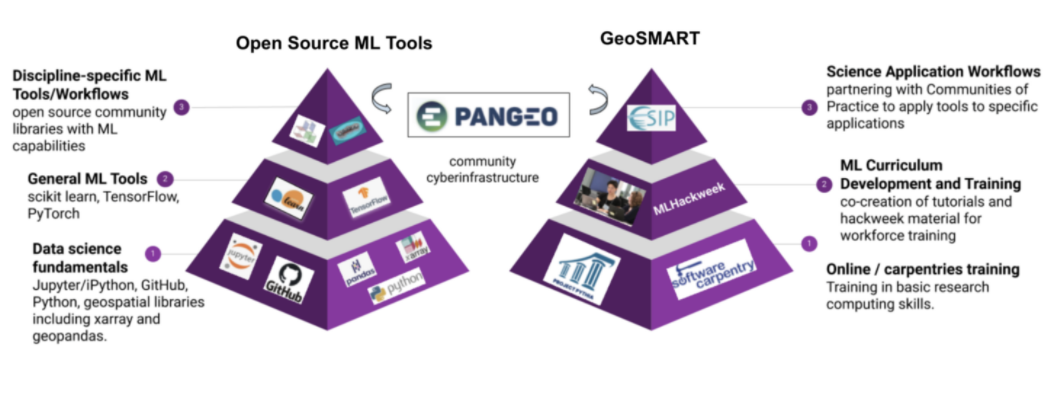 Open Source ML Tools
GeoSMART
Discipline-specific ML
Tools/Workflows
open source community
libraries with ML
capabilities
3
General ML Tools
2
scikit learn, TensorFlow,
PyTorch
Data science
fundamentals
1
Jupyter/iPython, GitHub,
Python, geospatial libraries
including xarray and
geopandas.
learn
TensorFlow
jupyter
GitHub
pandas
xarray
python
PANGEO
community
cyberinfrastructure
ESIP
MLHackweek
PROJECT PYTHIA
software
carpentry
3
Science Application Workflows
partnering with Communities of
Practice to apply tools to specific
applications
2
ML Curriculum
Development and Training
co-creation of tutorials and
hackweek material for
workforce training
1
Online / carpentries training
Training in basic research
computing skills.